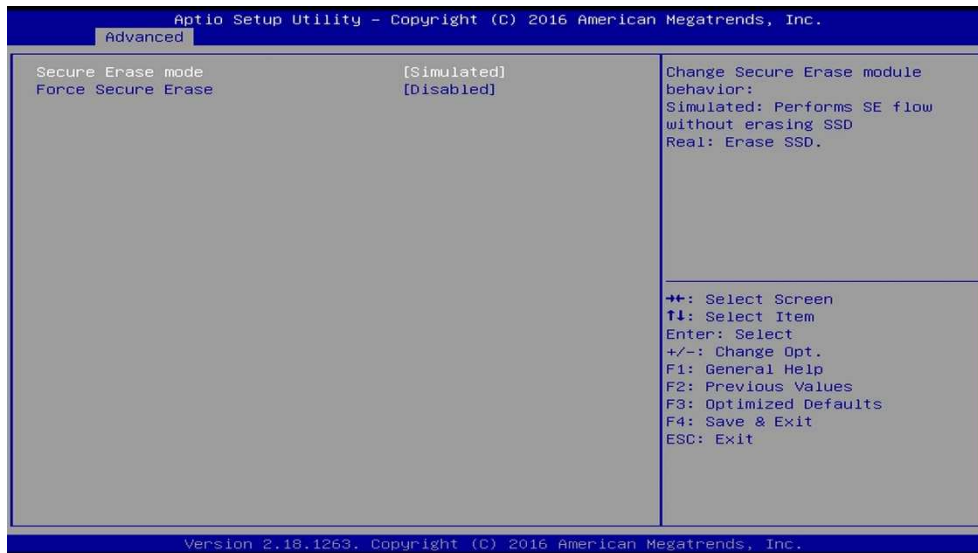 Aptio Setup Utility – Copyright (C) 2016 American Megatrends, Inc.
Advanced
Secure Erase mode [Simulated]
Force Secure Erase [Disabled]
Change Secure Erase module
behavior:
Simulated: Performs SE flow
without erasing SSD
Real: Erase SSD.
→←: Select Screen
↑↓: Select Item
Enter: Select
+/-: Change Opt.
F1: General Help
F2: Previous Values
F3: Optimized Defaults
F4: Save & Exit
ESC: Exit
Version 2.18.1263. Copyright (C) 2016 American Megatrends, Inc.